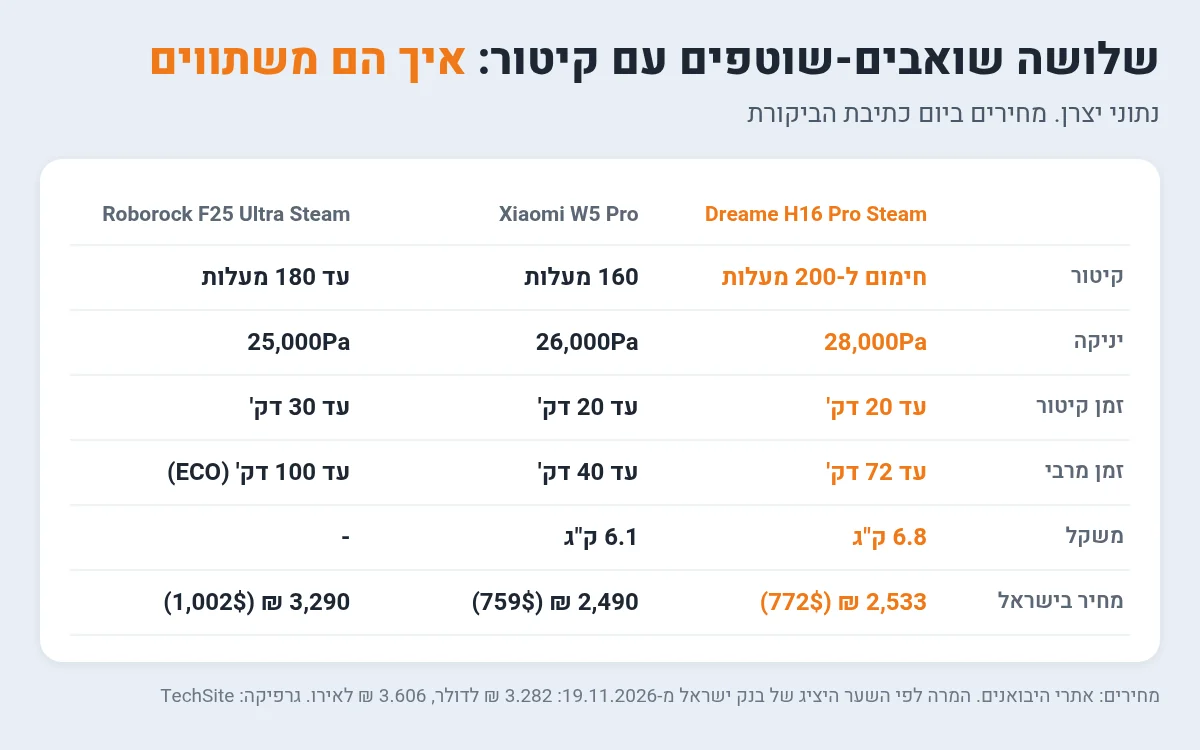 שלושה שואבים-שוטפים עם קיטור: איך הם משתווים
נתוני יצרן. מחירים ביום כתיבת הביקורת
Dreame H16 Pro Steam Xiaomi W5 Pro Roborock F25 Ultra Steam
קיטור חימום ל-200 מעלות 160 מעלות עד 180 מעלות
יניקה 28,000Pa 26,000Pa 25,000Pa
זמן קיטור עד 20 דק' עד 20 דק' עד 30 דק'
זמן מרבי עד 72 דק' עד 40 דק' עד 100 דק' (ECO)
משקל 6.8 ק"ג 6.1 ק"ג -
מחיר בישראל 2,533 ₪ (772$) 2,490 ₪ (759$) 3,290 ₪ (1,002$)
מחירים: אתרי היבואנים. המרה לפי השער היציג של בנק ישראל מ-19.11.2026: 3.282 ₪ לדולר, 3.606 ₪ לאירו. גרפיקה: TechSite